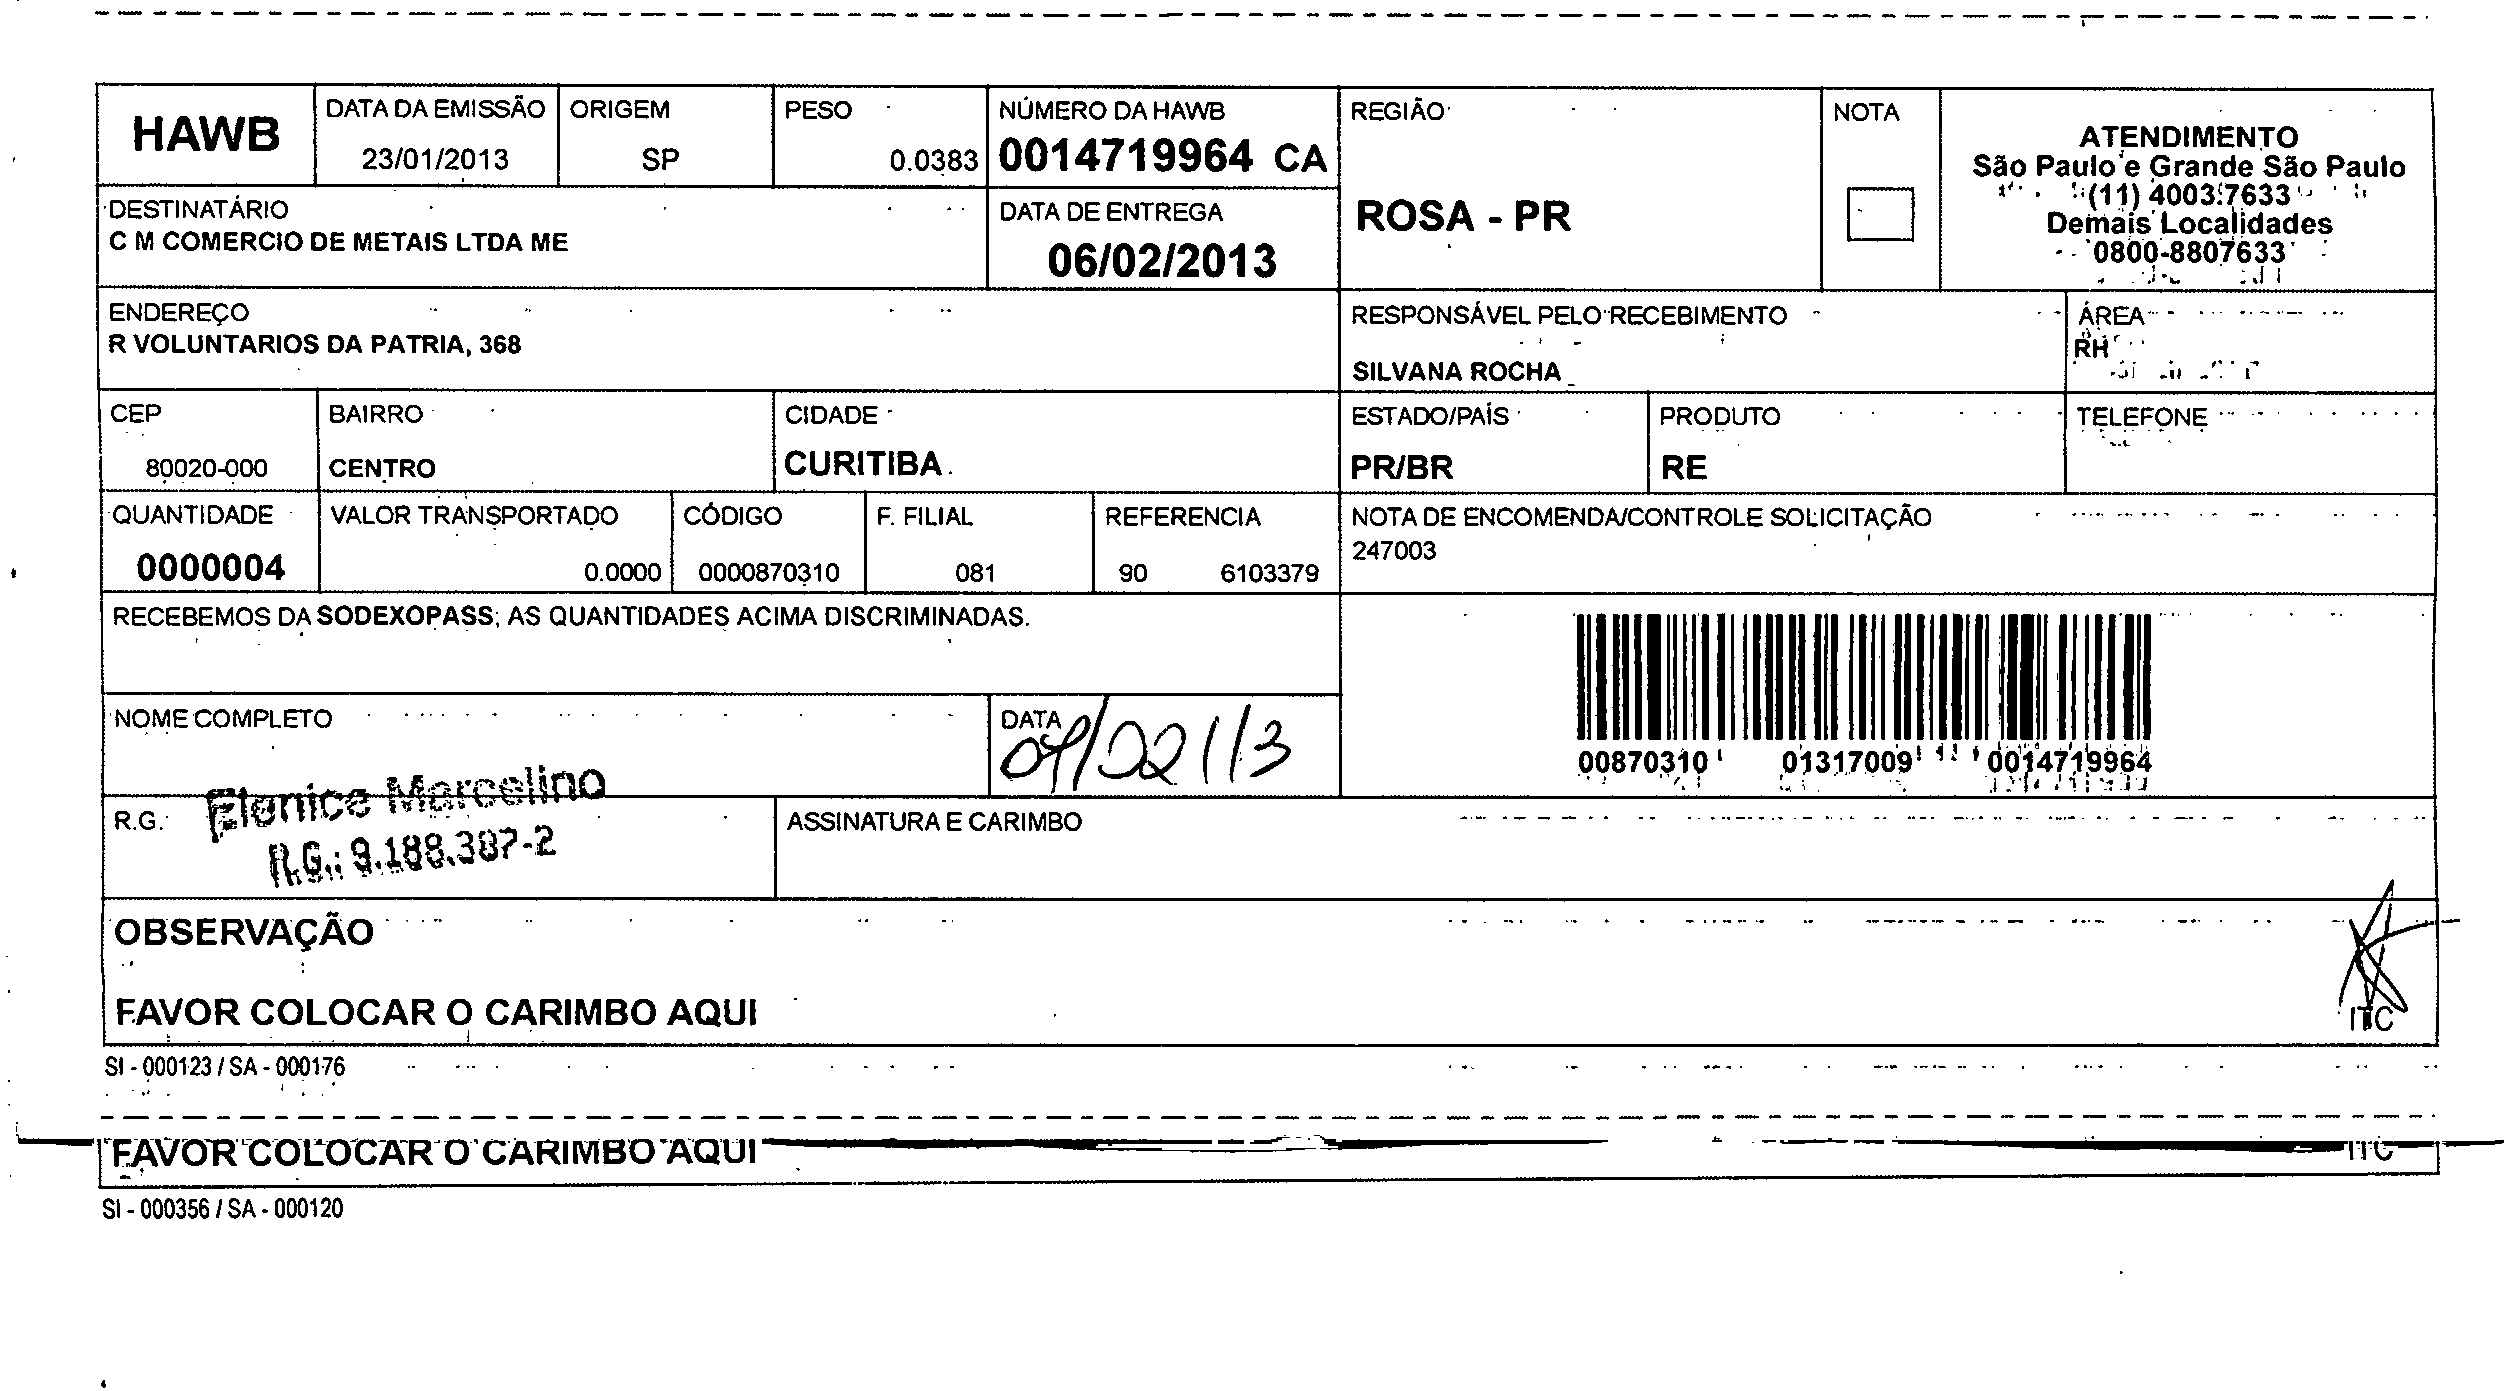 HAWB
DATA DA EMISSÃO
23/01/2013
ORIGEM
SP
PESO
0.0383
NÚMERO DA HAWB
0014719964 CA
REGIÃO
ROSA - PR
NOTA
ATENDIMENTO
São Paulo e Grande São Paulo
(11) 4003.7633
Demais Localidades
0800-8807633
DESTINATÁRIO
C M COMERCIO DE METAIS LTDA ME
DATA DE ENTREGA
06/02/2013
ENDEREÇO
R VOLUNTARIOS DA PATRIA, 368
RESPONSÁVEL PELO RECEBIMENTO
SILVANA ROCHA
ÁREA
RH
CEP
80020-000
BAIRRO
CENTRO
CIDADE
CURITIBA
ESTADO/PAÍS
PR/BR
PRODUTO
RE
TELEFONE
QUANTIDADE
0000004
VALOR TRANSPORTADO
0.0000
CÓDIGO
0000870310
F. FILIAL
081
REFERENCIA
90 6103379
NOTA DE ENCOMENDA/CONTROLE SOLICITAÇÃO
247003
RECEBEMOS DA SODEXOPASS, AS QUANTIDADES ACIMA DISCRIMINADAS.
00870310 01317009 0014719964
NOME COMPLETO
DATA
/02/13
R.G.
Elenice Marcelino
R.G.: 9.188.387-2
ASSINATURA E CARIMBO
OBSERVAÇÃO
FAVOR COLOCAR O CARIMBO AQUI
ITC
SI - 000123 / SA - 000176
FAVOR COLOCAR O CARIMBO AQUI
ITC
SI - 000356 / SA - 000120